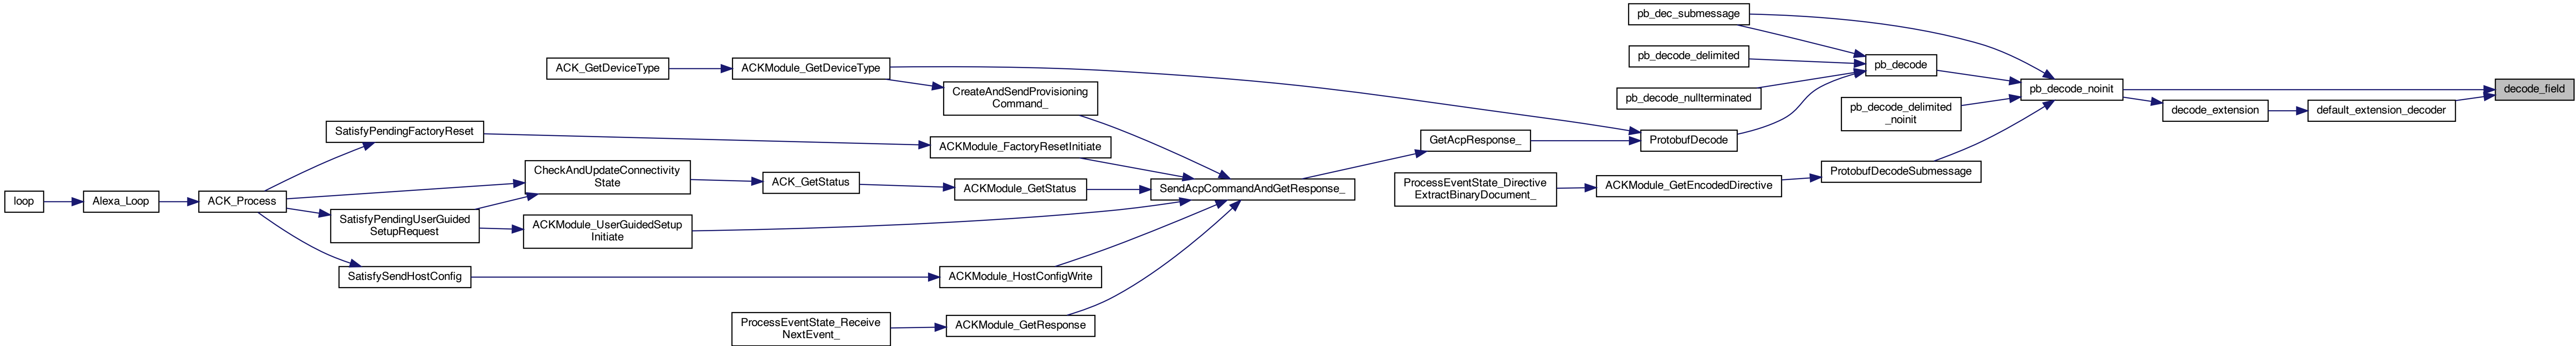 pb_dec_submessage
pb_decode_delimited
ACK_GetDeviceType
ACKModule_GetDeviceType
pb_decode
CreateAndSendProvisioning
Command_
pb_decode_nullterminated
pb_decode_noinit
decode_field
pb_decode_delimited
_noinit
decode_extension
default_extension_decoder
SatisfyPendingFactoryReset
ACKModule_FactoryResetInitiate
GetAcpResponse_
ProtobufDecode
CheckAndUpdateConnectivity
State
ACK_GetStatus
ACKModule_GetStatus
SendAcpCommandAndGetResponse_
ProcessEventState_Directive
ExtractBinaryDocument_
ACKModule_GetEncodedDirective
ProtobufDecodeSubmessage
loop
Alexa_Loop
ACK_Process
SatisfyPendingUserGuided
SetupRequest
ACKModule_UserGuidedSetup
Initiate
SatisfySendHostConfig
ACKModule_HostConfigWrite
ProcessEventState_Receive
NextEvent_
ACKModule_GetResponse